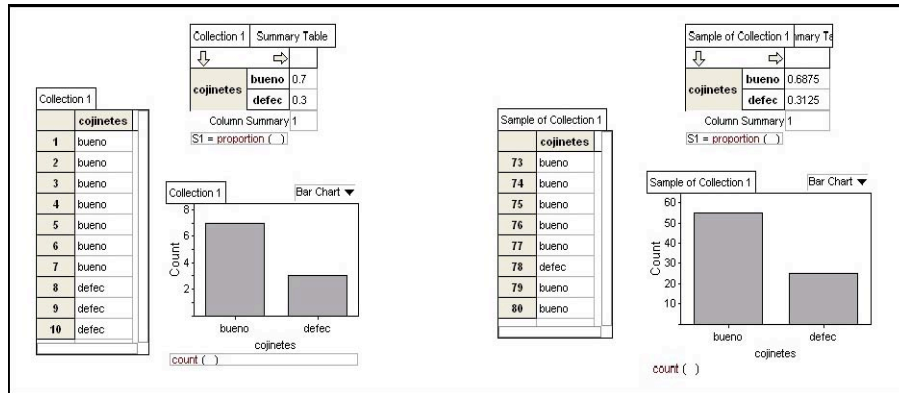 Collection 1 Summary Table
cojinetes
bueno 0.7
defec 0.3
Column Summary 1
S1 = proportion ( )
Collection 1
cojinetes
1 bueno
2 bueno
3 bueno
4 bueno
5 bueno
6 bueno
7 bueno
8 defec
9 defec
10 defec
Collection 1 Bar Chart
8
6
4
2
Count
bueno defec
cojinetes
count ( )
Sample of Collection 1 mmary Ta
cojinetes
bueno 0.6875
defec 0.3125
Column Summary 1
S1 = proportion ( )
Sample of Collection 1
cojinetes
73 bueno
74 bueno
75 bueno
76 bueno
77 bueno
78 defec
79 bueno
80 bueno
Sample of Collection 1 Bar Chart
60
50
40
30
20
10
Count
bueno defec
cojinetes
count ( )